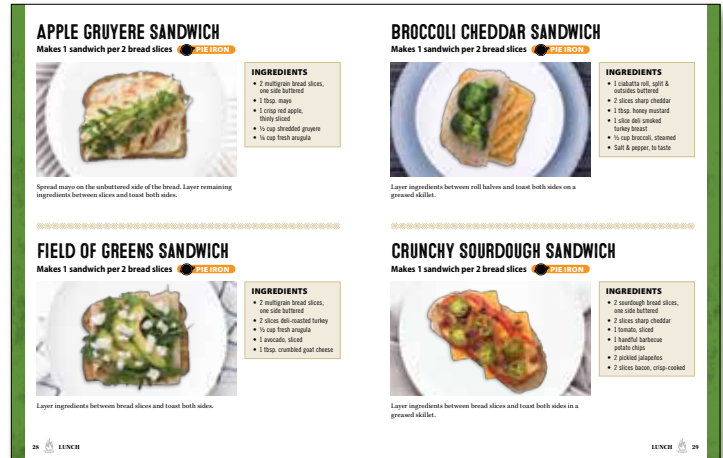 APPLE GRUYERE SANDWICH
Makes 1 sandwich per 2 bread slices PIE IRON
INGREDIENTS
• 2 multigrain bread slices,
one side buttered
• 1 tbsp. mayo
• 1 crisp red apple,
thinly sliced
• ½ cup shredded gruyere
• ¼ cup fresh arugula
Spread mayo on the unbuttered side of the bread. Layer remaining
ingredients between slices and toast both sides.
FIELD OF GREENS SANDWICH
Makes 1 sandwich per 2 bread slices PIE IRON
INGREDIENTS
• 2 multigrain bread slices,
one side buttered
• 2 slices deli-roasted turkey
• ½ cup fresh arugula
• 1 avocado, sliced
• 1 tbsp. crumbled goat cheese
Layer ingredients between bread slices and toast both sides.
28 LUNCH
BROCCOLI CHEDDAR SANDWICH
Makes 1 sandwich per 2 bread slices PIE IRON
INGREDIENTS
• 1 ciabatta roll, split &
outsides buttered
• 2 slices sharp cheddar
• 1 tbsp. honey mustard
• 1 slice deli smoked
turkey breast
• ½ cup broccoli, steamed
• Salt & pepper, to taste
Layer ingredients between roll halves and toast both sides on a
greased skillet.
CRUNCHY SOURDOUGH SANDWICH
Makes 1 sandwich per 2 bread slices PIE IRON
INGREDIENTS
• 2 sourdough bread slices,
one side buttered
• 2 slices sharp cheddar
• 1 tomato, sliced
• 1 handful barbecue
potato chips
• 2 pickled jalapeños
• 2 slices bacon, crisp-cooked
Layer ingredients between bread slices and toast both sides in a
greased skillet.
LUNCH 29